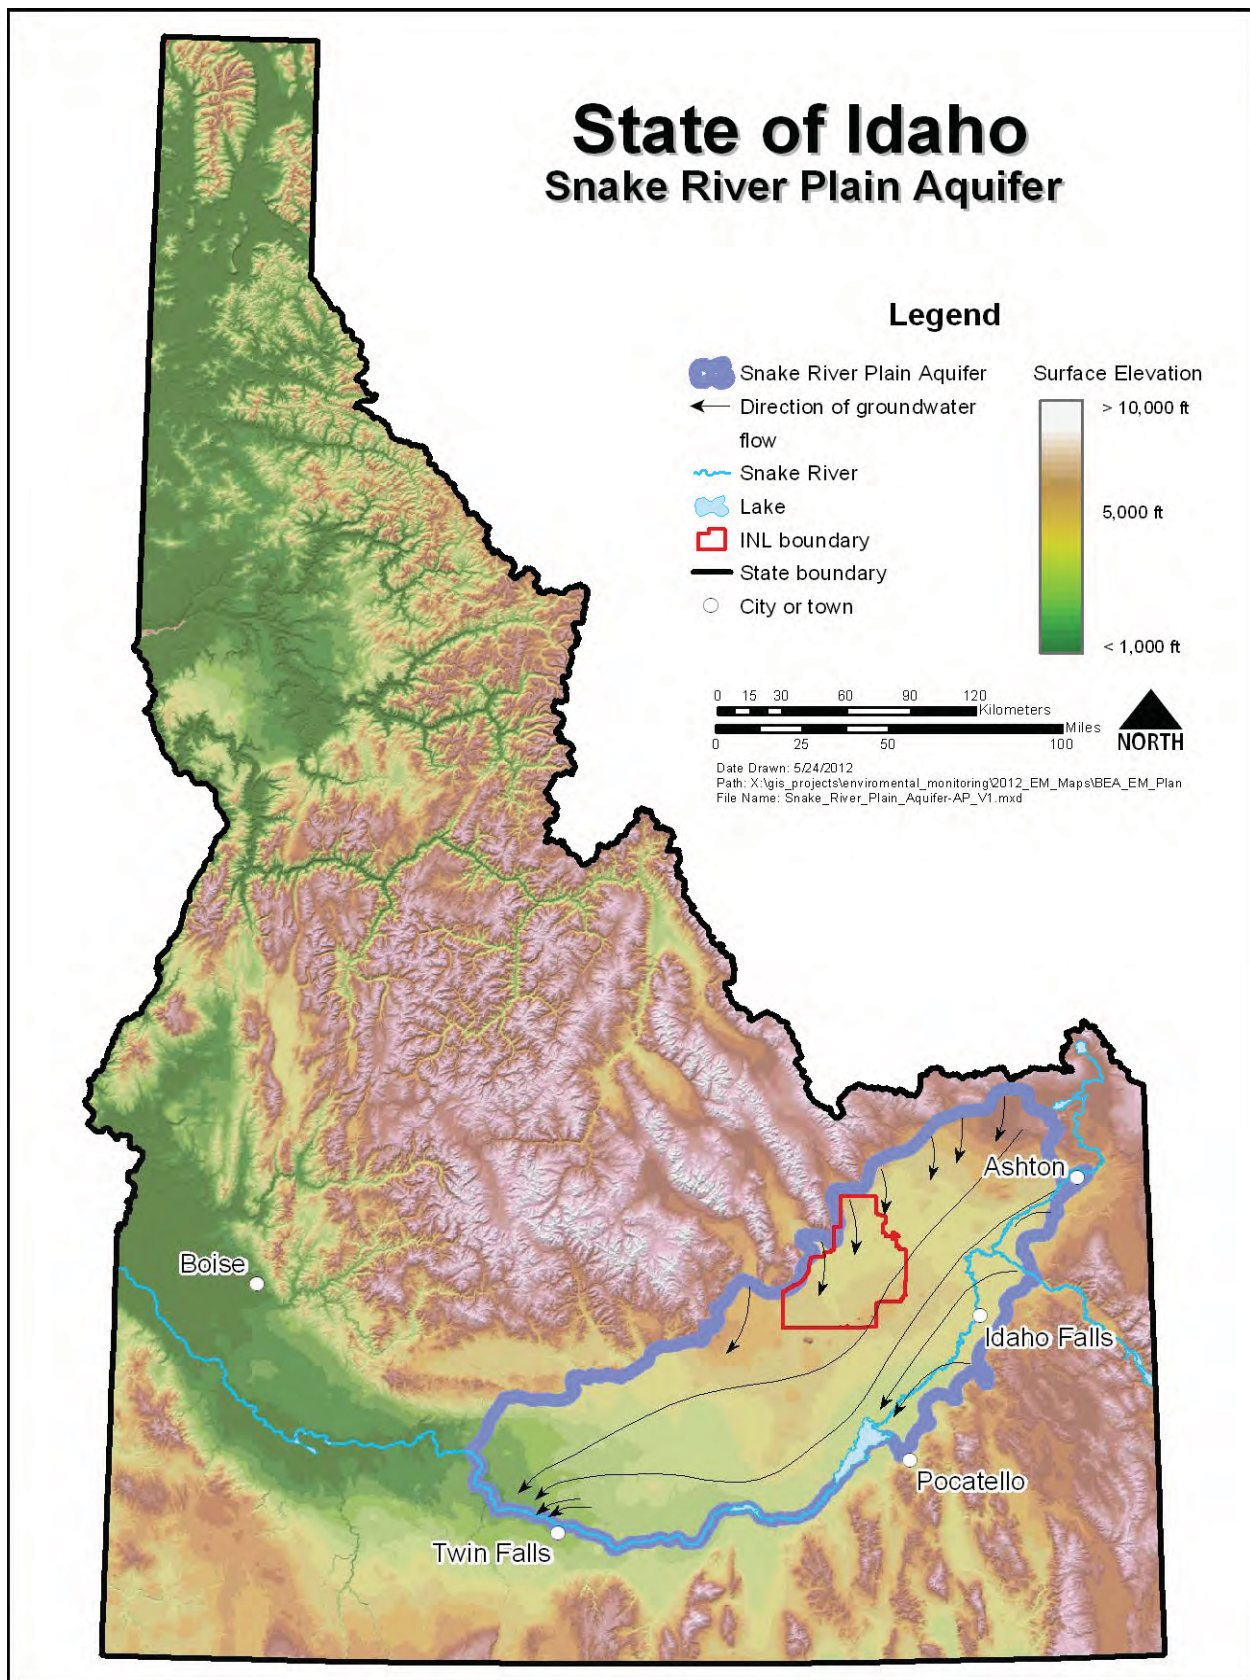 State of Idaho
Snake River Plain Aquifer
Legend
Snake River Plain Aquifer
Direction of groundwater
flow
Snake River
Lake
INL boundary
State boundary
City or town
Surface Elevation
> 10,000 ft
5,000 ft
< 1,000 ft
0 15 30 60 90 120
Kilometers
Miles
0 25 50 100
NORTH
Date Drawn: 5/24/2012
Path: X:\gis_projects\enviromental_monitoring\2012_EM_Maps\BEA_EM_Plan
File Name: Snake_River_Plain_Aquifer-AP_V1.mxd
Ashton
Boise
Idaho Falls
Pocatello
Twin Falls